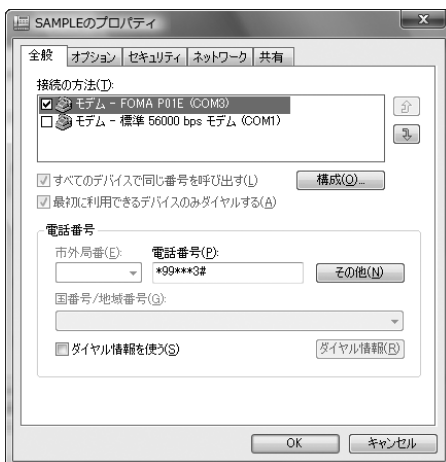 SAMPLEのプロパティ
全般 オプション セキュリティ ネットワーク 共有
接続の方法(T):
モデム - FOMA P01E (COM3)
モデム - 標準 56000 bps モデム (COM1)
すべてのデバイスで同じ番号を呼び出す(L) 構成(O)...
最初に利用できるデバイスのみダイヤルする(A)
電話番号
市外局番(E): 電話番号(P):
*99***3# その他(N)
国番号/地域番号(G):
ダイヤル情報を使う(S) ダイヤル情報(R)
OK キャンセル